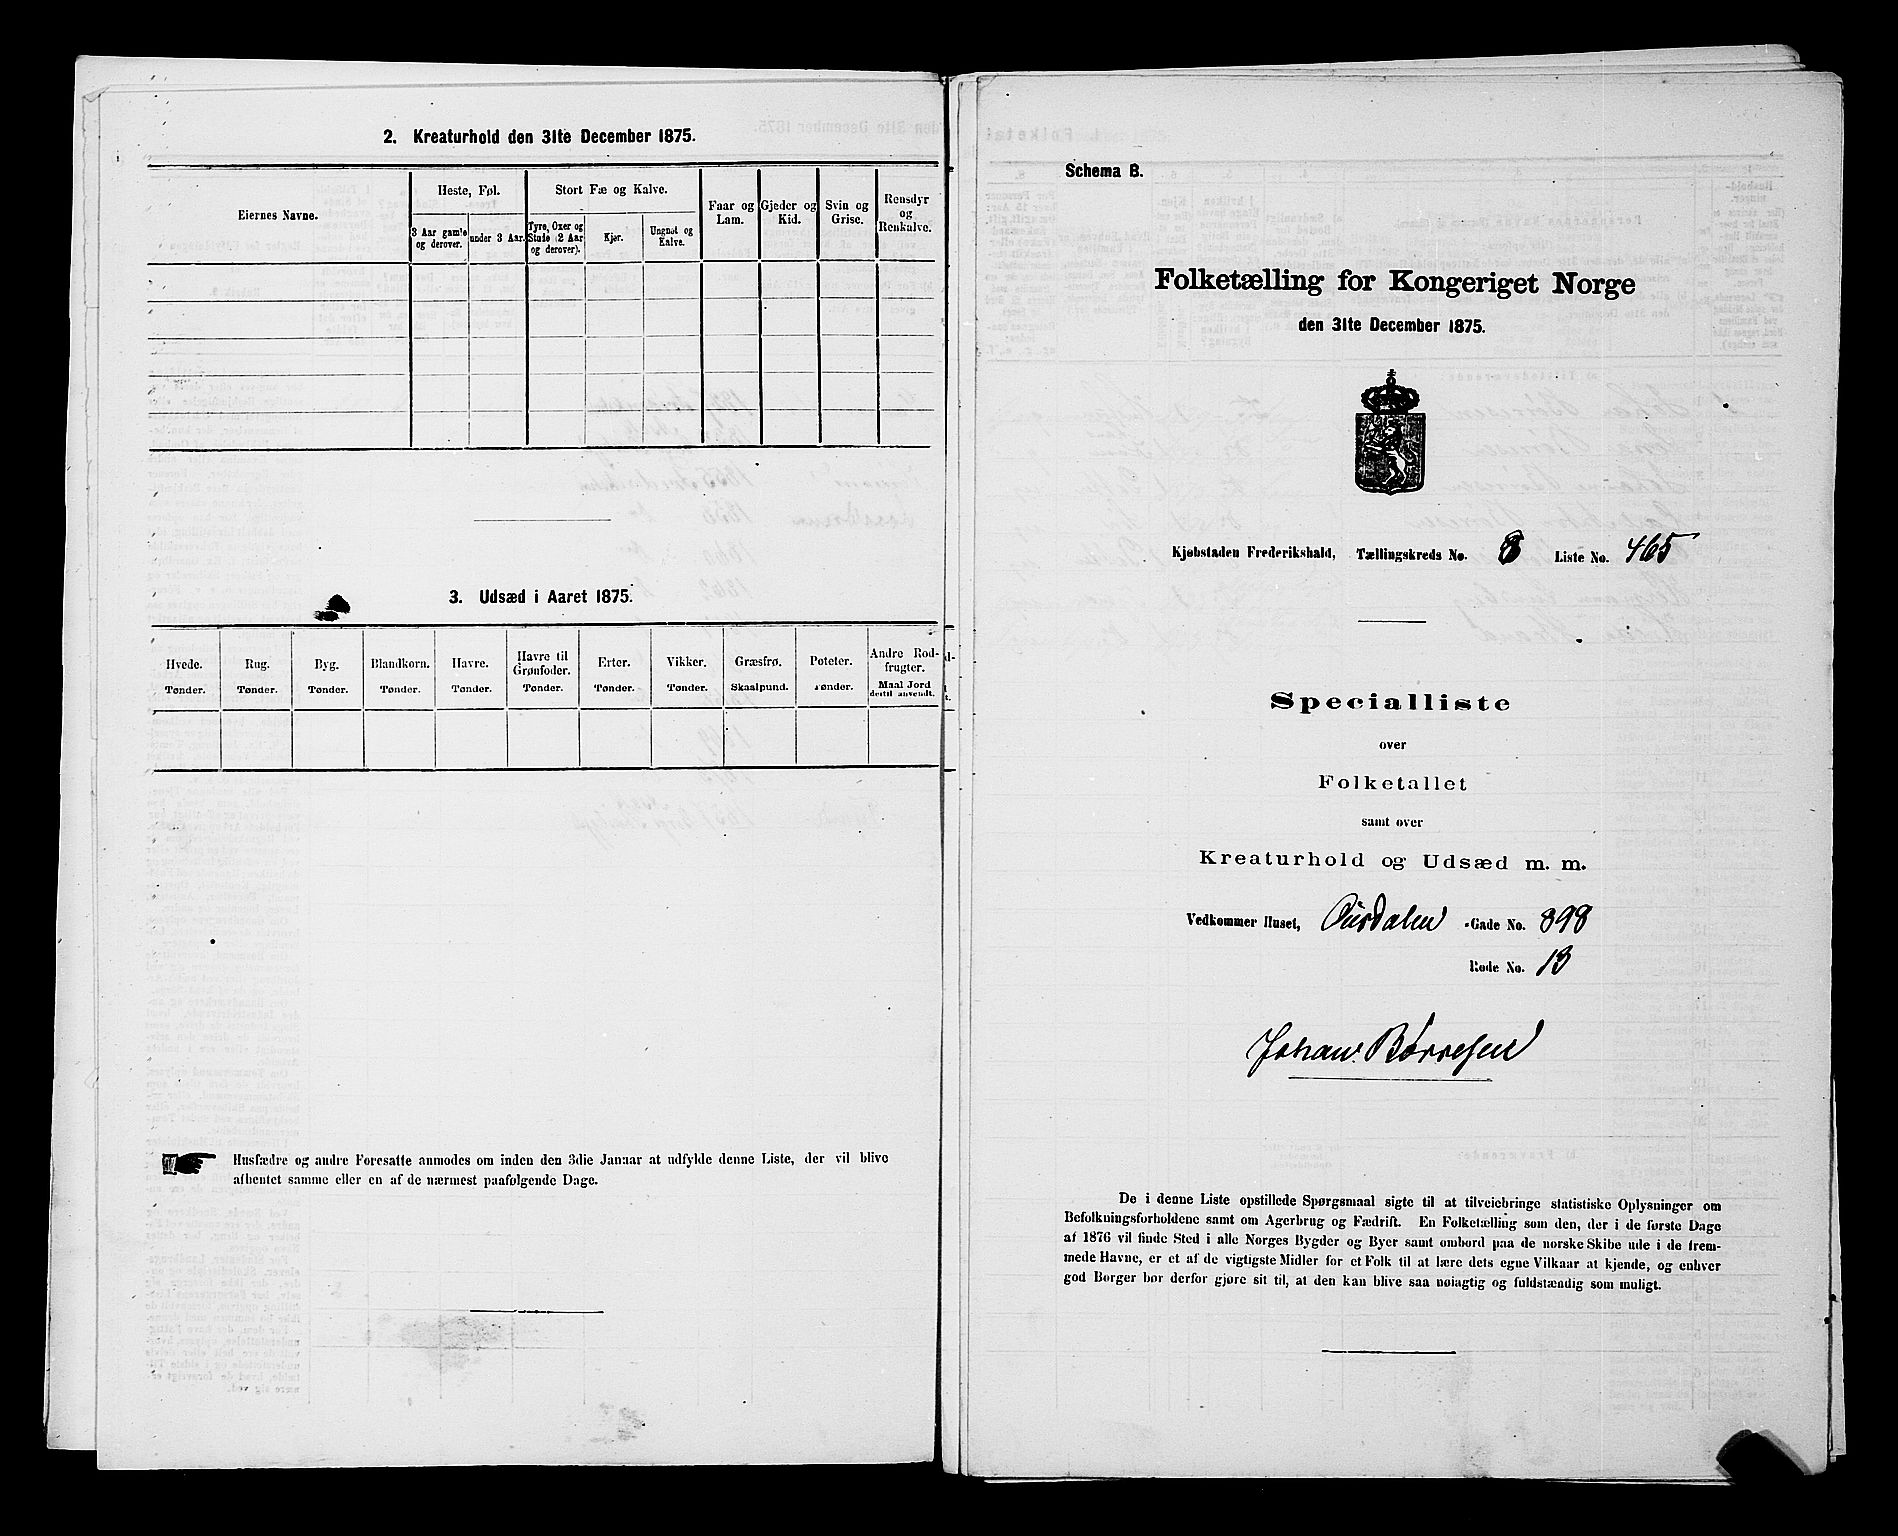 2. Kreaturhold den 31te December 1875.
Eiernes Navne.
Heste, Føl.
3 Aar gamle og derover.
under 3 Aar.
Stort Fæ og Kalve.
Tyre, Oxer og Stude (2 Aar og derover).
Kjør.
Ungnøt og Kalve.
Faar og Lam.
Gjeder og Kid.
Svin og Grise.
Rensdyr og Renkalve.
3. Udsæd i Aaret 1875.
Hvede. Tønder.
Rug. Tønder.
Byg. Tønder.
Blandkorn. Tønder.
Havre. Tønder.
Havre til Grønfoder. Tønder.
Erter. Tønder.
Vikker. Tønder.
Græsfrø. Skaalpund.
Poteter. Tønder.
Andre Rodfrugter. Maal Jord dertil anvendt.
Husfædre og andre Foresatte anmodes om inden den 3die Januar at udfylde denne Liste, der vil blive
afhentet samme eller en af de nærmest paafølgende Dage.
Schema B.
Folketælling for Kongeriget Norge
den 31te December 1875.
Kjøbstaden Frederikshald, Tællingskreds No. 8 Liste No. 465
Specialliste
over
Folketallet
samt over
Kreaturhold og Udsæd m. m.
Vedkommer Huset, -Gade No. 898
Rode No. 13
Johan Børresen
De i denne Liste opstillede Spørgsmaal sigte til at tilveiebringe statistiske Oplysninger om
Befolkningsforholdene samt om Agerbrug og Fædrift. En Folketælling som den, der i de første Dage
af 1876 vil finde Sted i alle Norges Bygder og Byer samt ombord paa de norske Skibe ude i de frem-
mede Havne, er et af de vigtigste Midler for et Folk til at lære dets egne Vilkaar at kjende, og enhver
god Borger bør derfor gjøre sit til, at den kan blive saa nøiagtig og fuldstændig som muligt.